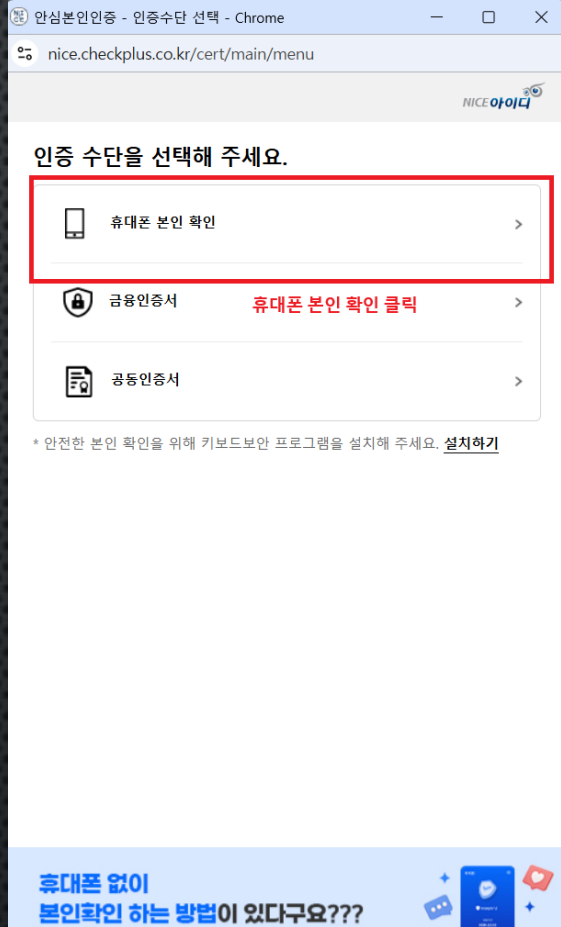 안심본인인증 - 인증수단 선택 - Chrome
nice.checkplus.co.kr/cert/main/menu
NICE아이디
인증 수단을 선택해 주세요.
휴대폰 본인 확인
금융인증서
휴대폰 본인 확인 클릭
공동인증서
* 안전한 본인 확인을 위해 키보드보안 프로그램을 설치해 주세요. 설치하기
휴대폰 없이
본인확인 하는 방법이 있다구요???